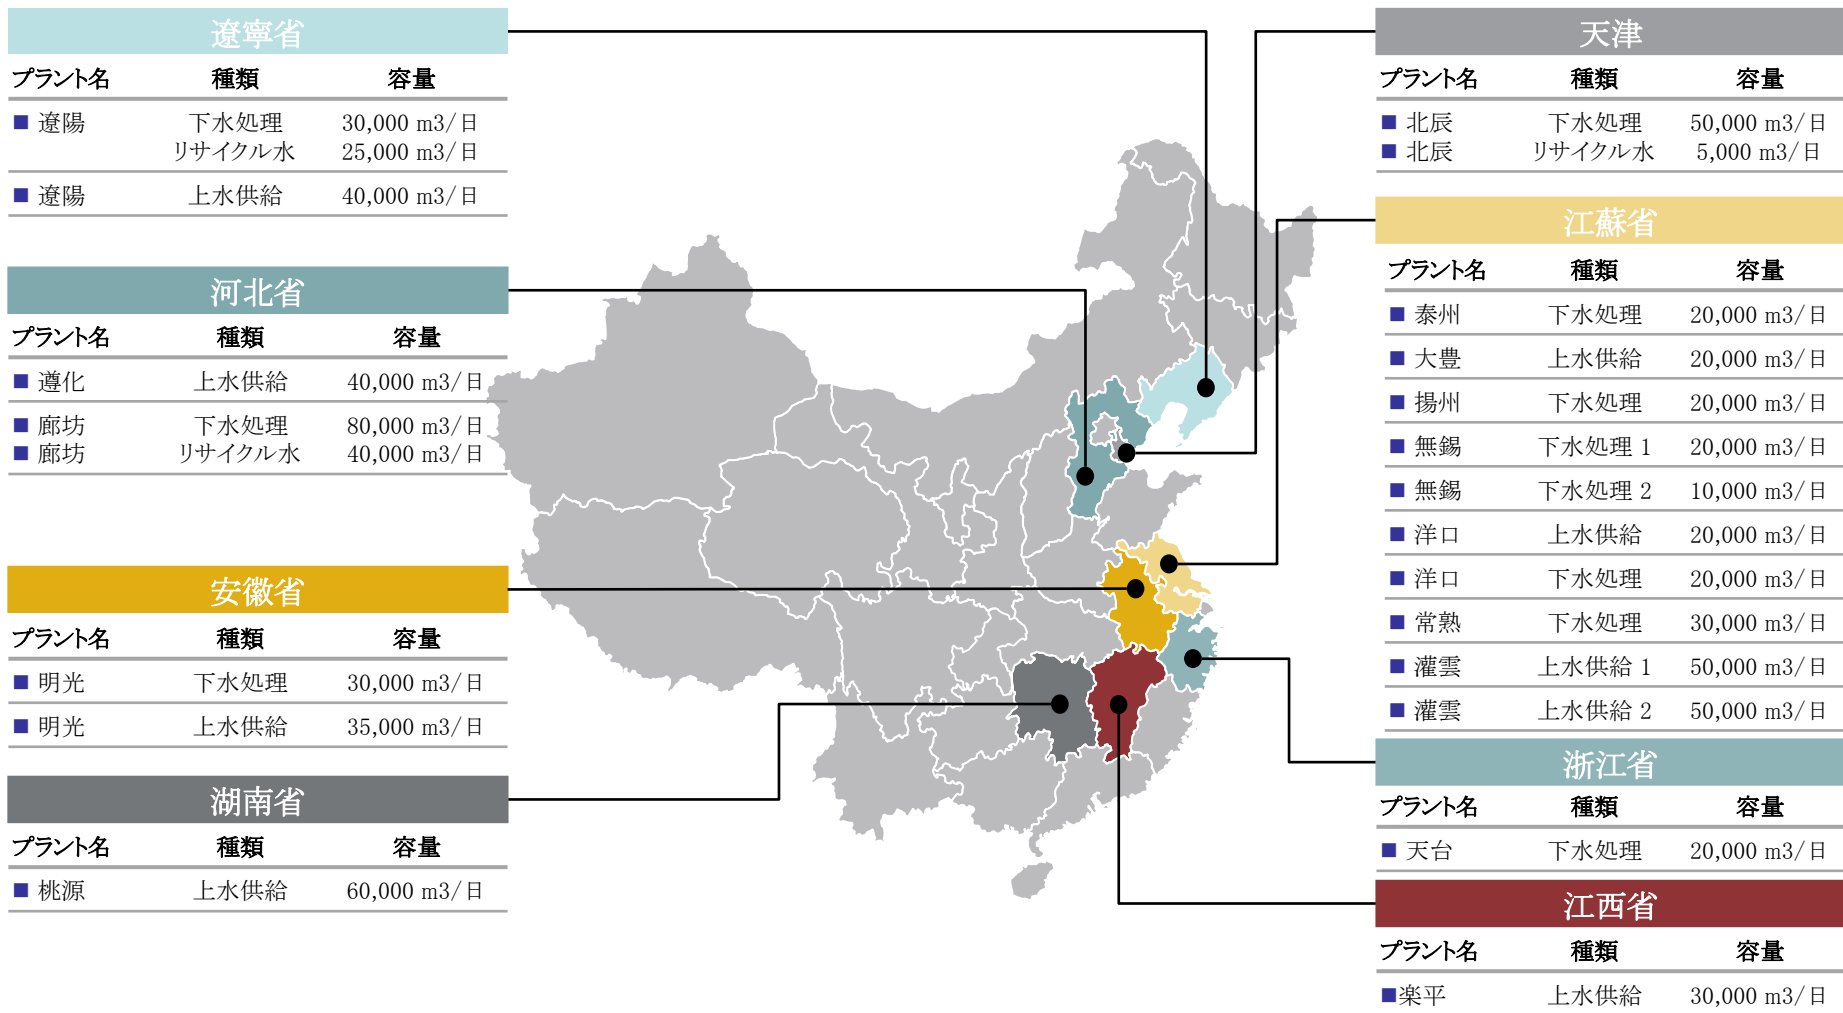 遼寧省
プラント名 種類 容量
■ 遼陽 下水処理 30,000 m3/日
リサイクル水 25,000 m3/日
■ 遼陽 上水供給 40,000 m3/日
河北省
プラント名 種類 容量
■ 遵化 上水供給 40,000 m3/日
■ 廊坊 下水処理 80,000 m3/日
■ 廊坊 リサイクル水 40,000 m3/日
安徽省
プラント名 種類 容量
■ 明光 下水処理 30,000 m3/日
■ 明光 上水供給 35,000 m3/日
湖南省
プラント名 種類 容量
■ 桃源 上水供給 60,000 m3/日
天津
プラント名 種類 容量
■ 北辰 下水処理 50,000 m3/日
■ 北辰 リサイクル水 5,000 m3/日
江蘇省
プラント名 種類 容量
■ 泰州 下水処理 20,000 m3/日
■ 大豊 上水供給 20,000 m3/日
■ 揚州 下水処理 20,000 m3/日
■ 無錫 下水処理 1 20,000 m3/日
■ 無錫 下水処理 2 10,000 m3/日
■ 洋口 上水供給 20,000 m3/日
■ 洋口 下水処理 20,000 m3/日
■ 常熟 下水処理 30,000 m3/日
■ 灌雲 上水供給 1 50,000 m3/日
■ 灌雲 上水供給 2 50,000 m3/日
浙江省
プラント名 種類 容量
■ 天台 下水処理 20,000 m3/日
江西省
プラント名 種類 容量
■楽平 上水供給 30,000 m3/日